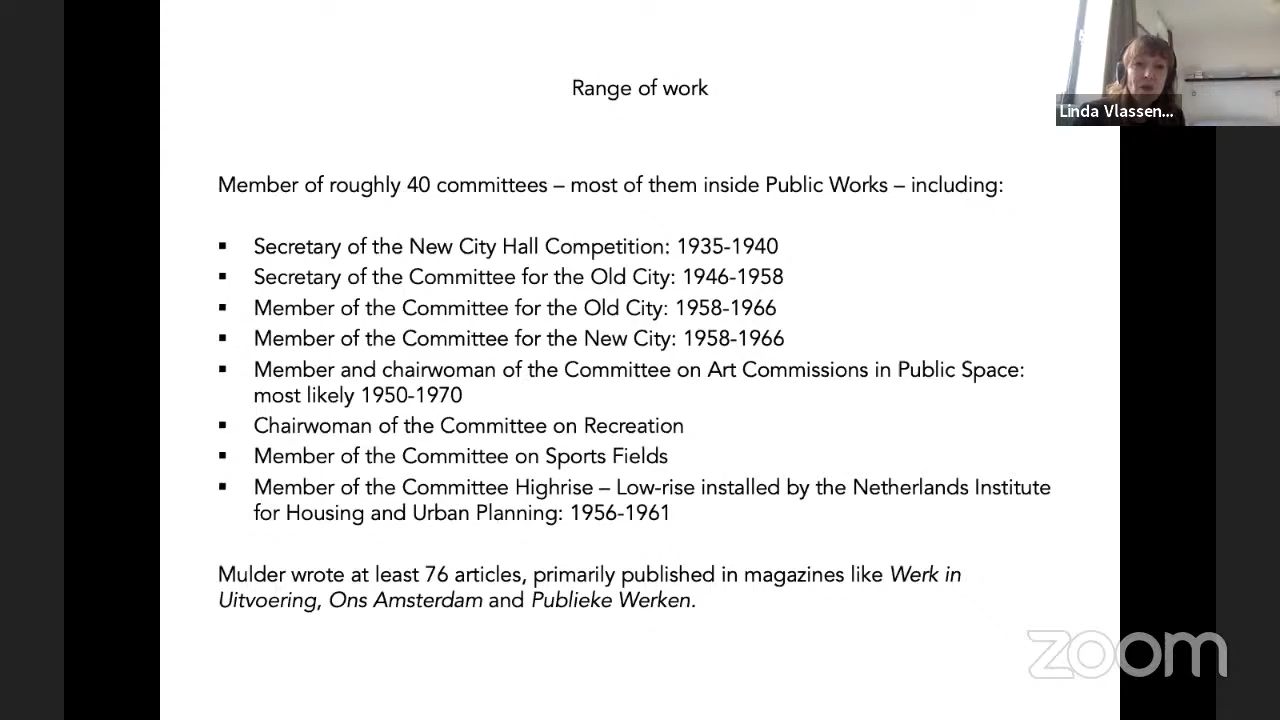 Range of work
Linda Vlassen...
Member of roughly 40 committees – most of them inside Public Works – including:
▪ Secretary of the New City Hall Competition: 1935-1940
▪ Secretary of the Committee for the Old City: 1946-1958
▪ Member of the Committee for the Old City: 1958-1966
▪ Member of the Committee for the New City: 1958-1966
▪ Member and chairwoman of the Committee on Art Commissions in Public Space:
most likely 1950-1970
▪ Chairwoman of the Committee on Recreation
▪ Member of the Committee on Sports Fields
▪ Member of the Committee Highrise – Low-rise installed by the Netherlands Institute
for Housing and Urban Planning: 1956-1961
Mulder wrote at least 76 articles, primarily published in magazines like Werk in
Uitvoering, Ons Amsterdam and Publieke Werken.
zoom